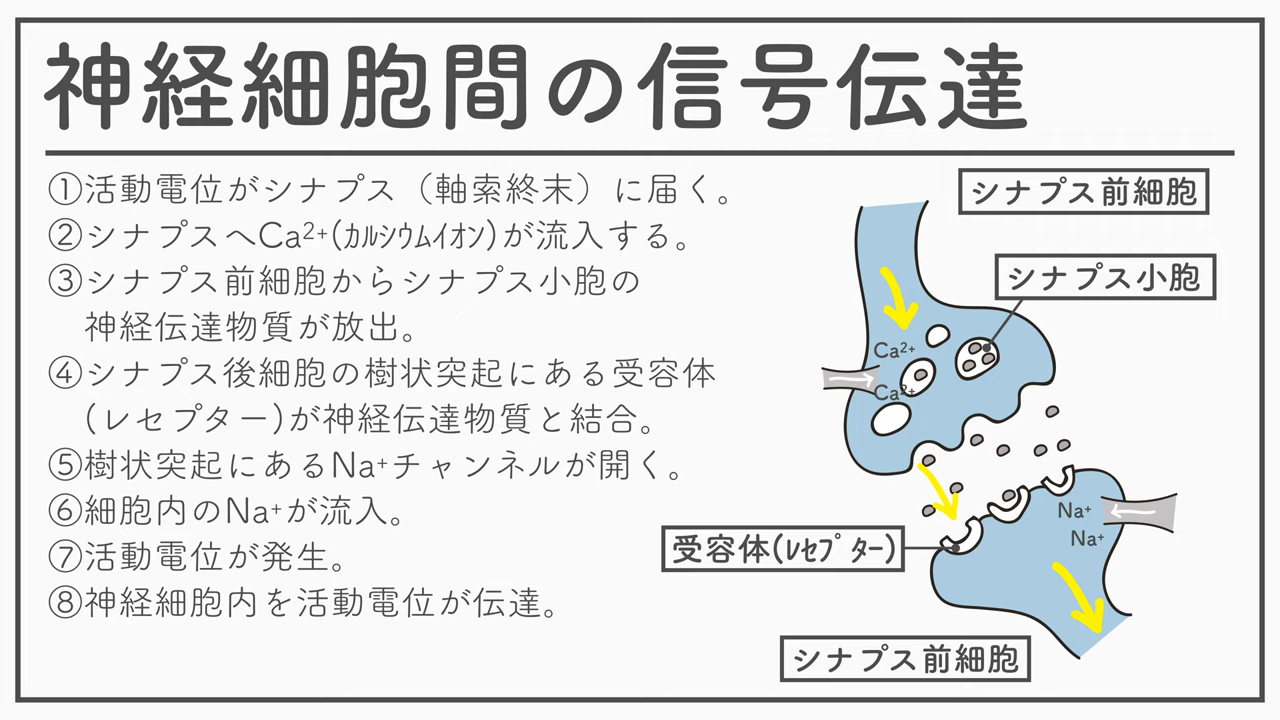 神経細胞間の信号伝達
①活動電位がシナプス（軸索終末）に届く。
②シナプスへCa²⁺(ｶﾙｼｳﾑｲｵﾝ)が流入する。
③シナプス前細胞からシナプス小胞の
神経伝達物質が放出。
④シナプス後細胞の樹状突起にある受容体
(レセプター)が神経伝達物質と結合。
⑤樹状突起にあるNa⁺チャンネルが開く。
⑥細胞内のNa⁺が流入。
⑦活動電位が発生。
⑧神経細胞内を活動電位が伝達。
シナプス前細胞
シナプス小胞
Ca²⁺
Ca²⁺
Na⁺
Na⁺
受容体(ﾚｾﾌﾟﾀｰ)
シナプス前細胞